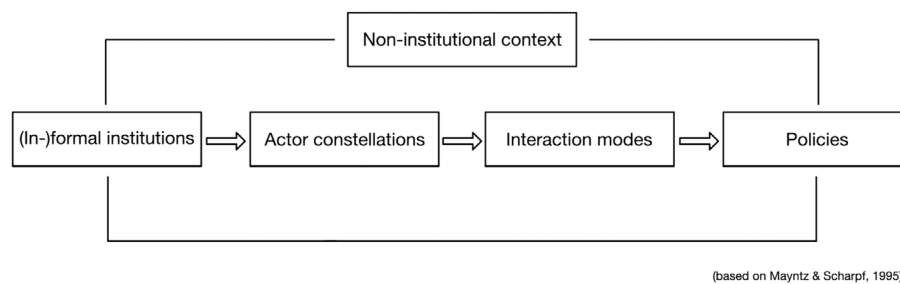 Non-institutional context
(In-)formal institutions
Actor constellations
Interaction modes
Policies
(based on Mayntz & Scharpf, 1995)